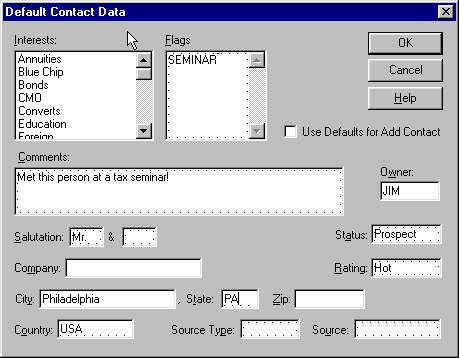 Default Contact Data
Interests: Flags
Annuities
Blue Chip
Bonds
CMO
Converts
Education
Foreign
SEMINAR
OK
Cancel
Help
Use Defaults for Add Contact
Comments:
Met this person at a tax seminar!
Owner:
JIM
Salutation: Mr. & Status: Prospect
Company: Rating: Hot
City: Philadelphia , State: PA Zip:
Country: USA Source Type: Source: